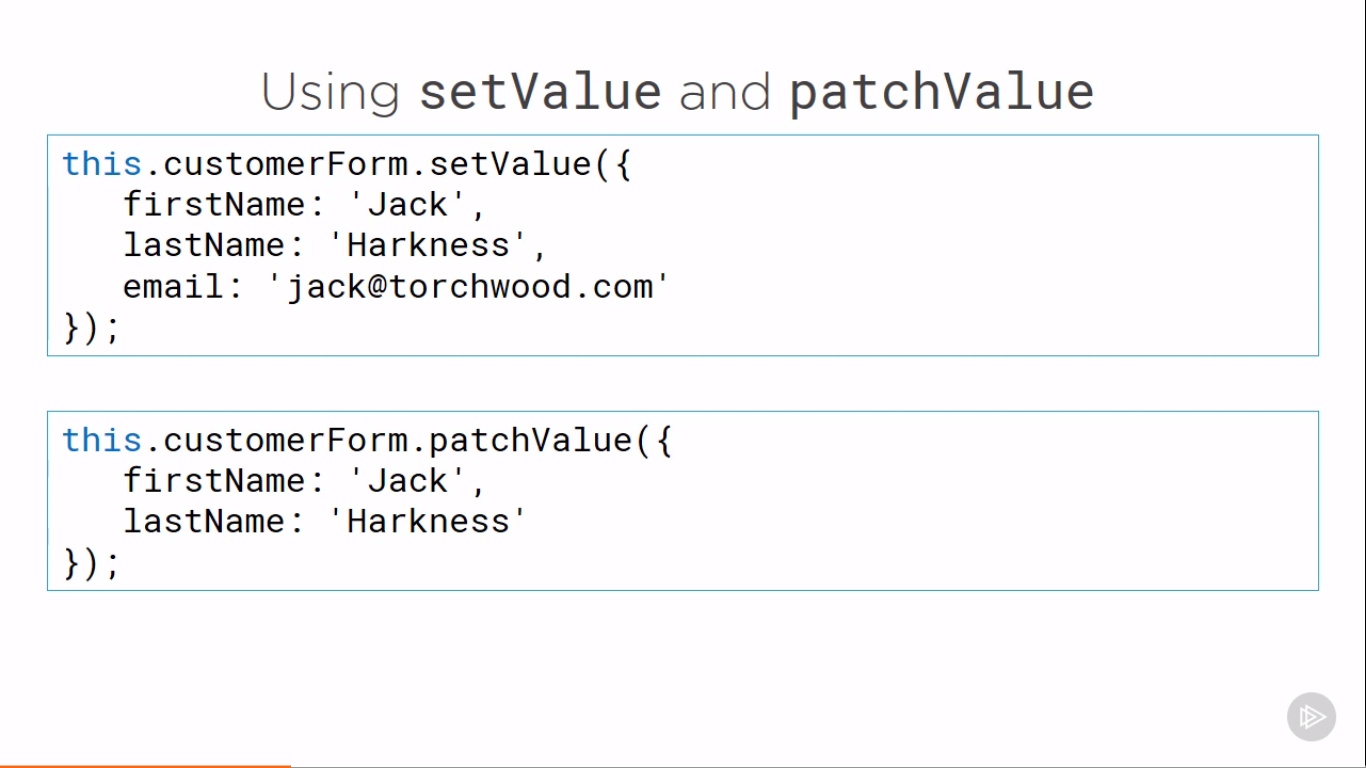 Using setValue and patchValue
this.customerForm.setValue({
   firstName: 'Jack',
   lastName: 'Harkness',
   email: 'jack@torchwood.com'
});
this.customerForm.patchValue({
   firstName: 'Jack',
   lastName: 'Harkness'
});